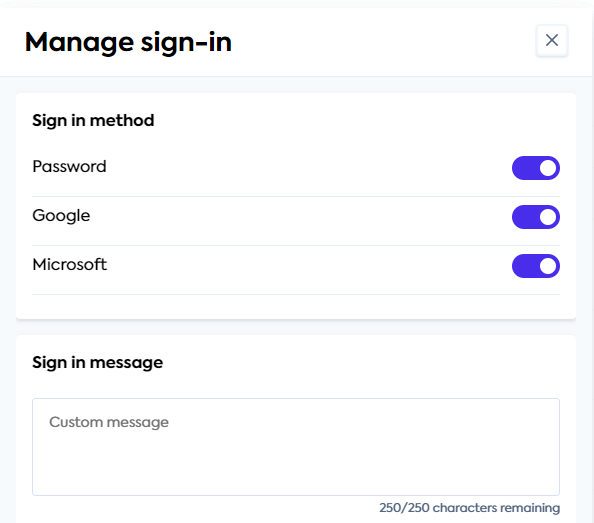 Manage sign-in
Sign in method
Password
Google
Microsoft
Sign in message
Custom message
250/250 characters remaining